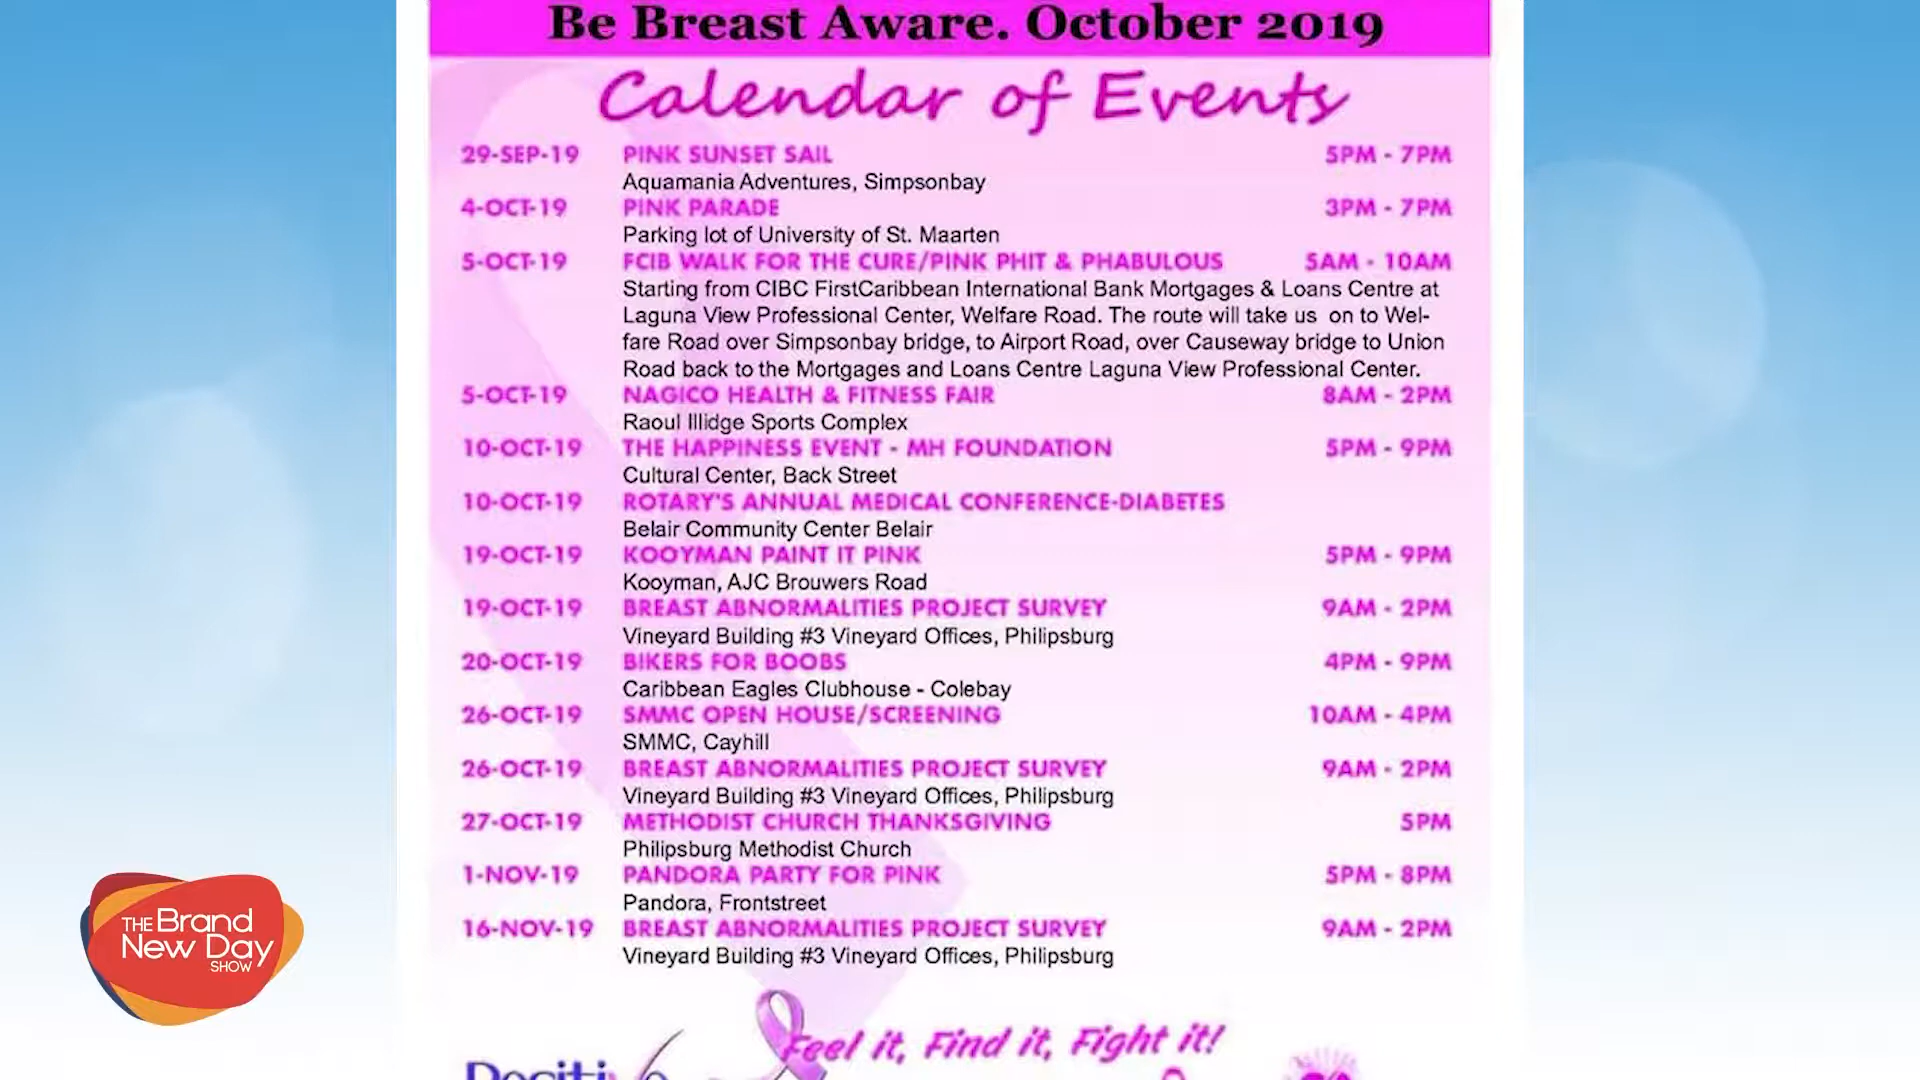 Be Breast Aware. October 2019
Calendar of Events
29-SEP-19 PINK SUNSET SAIL 5PM - 7PM
Aquamania Adventures, Simpsonbay
4-OCT-19 PINK PARADE 3PM - 7PM
Parking lot of University of St. Maarten
5-OCT-19 FCIB WALK FOR THE CURE/PINK PHIT & PHABULOUS 5AM - 10AM
Starting from CIBC FirstCaribbean International Bank Mortgages & Loans Centre at
Laguna View Professional Center, Welfare Road. The route will take us on to Wel-
fare Road over Simpsonbay bridge, to Airport Road, over Causeway bridge to Union
Road back to the Mortgages and Loans Centre Laguna View Professional Center.
5-OCT-19 NAGICO HEALTH & FITNESS FAIR 8AM - 2PM
Raoul Illidge Sports Complex
10-OCT-19 THE HAPPINESS EVENT - MH FOUNDATION 5PM - 9PM
Cultural Center, Back Street
10-OCT-19 ROTARY'S ANNUAL MEDICAL CONFERENCE-DIABETES
Belair Community Center Belair
19-OCT-19 KOOYMAN PAINT IT PINK 5PM - 9PM
Kooyman, AJC Brouwers Road
19-OCT-19 BREAST ABNORMALITIES PROJECT SURVEY 9AM - 2PM
Vineyard Building #3 Vineyard Offices, Philipsburg
20-OCT-19 BIKERS FOR BOOBS 4PM - 9PM
Caribbean Eagles Clubhouse - Colebay
26-OCT-19 SMMC OPEN HOUSE/SCREENING 10AM - 4PM
SMMC, Cayhill
26-OCT-19 BREAST ABNORMALITIES PROJECT SURVEY 9AM - 2PM
Vineyard Building #3 Vineyard Offices, Philipsburg
27-OCT-19 METHODIST CHURCH THANKSGIVING 5PM
Philipsburg Methodist Church
1-NOV-19 PANDORA PARTY FOR PINK 5PM - 8PM
Pandora, Frontstreet
16-NOV-19 BREAST ABNORMALITIES PROJECT SURVEY 9AM - 2PM
Vineyard Building #3 Vineyard Offices, Philipsburg
Feel it, Find it, Fight it!
THE Brand
New Day
SHOW